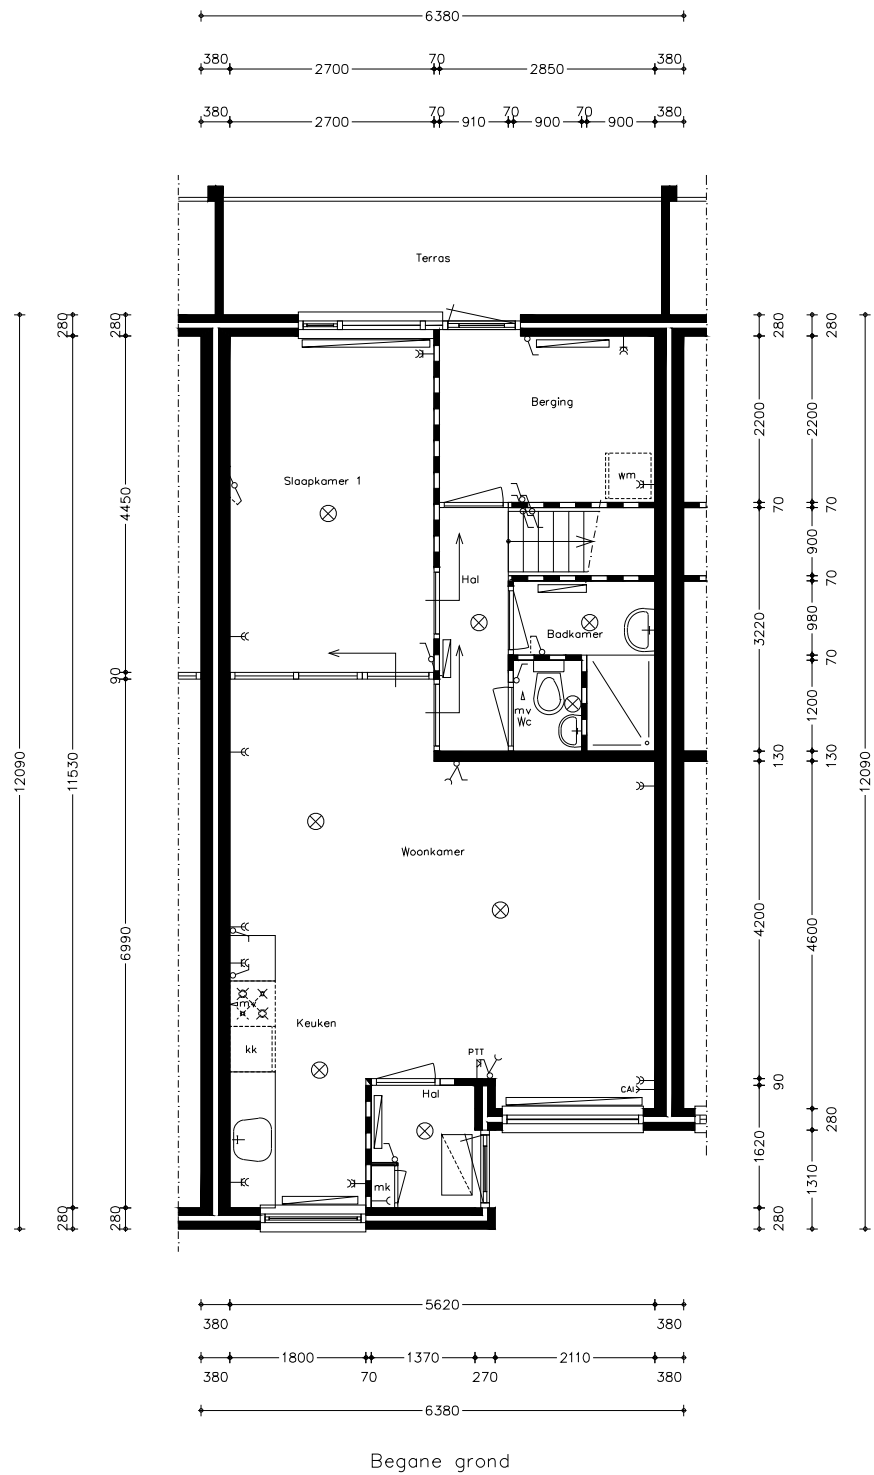 6380
380 2700 70 2850 380
380 2700 70 910 70 900 70 900 380
Terras
280 280 280 280
Berging
2200 2200
Slaapkamer 1
wm
4450
70 70
900
Hal
70
Badkamer
980
3220
70
90
mv
Wc
1200
130 130
12090 11530 12090
Woonkamer
6990
4200 4600
mv
Keuken
kk
PTT
CAI
Hal
90
280
1620
mk
1310
280 280 280
5620
380 380
1800 1370 2110
380 70 270 380
6380
Begane grond